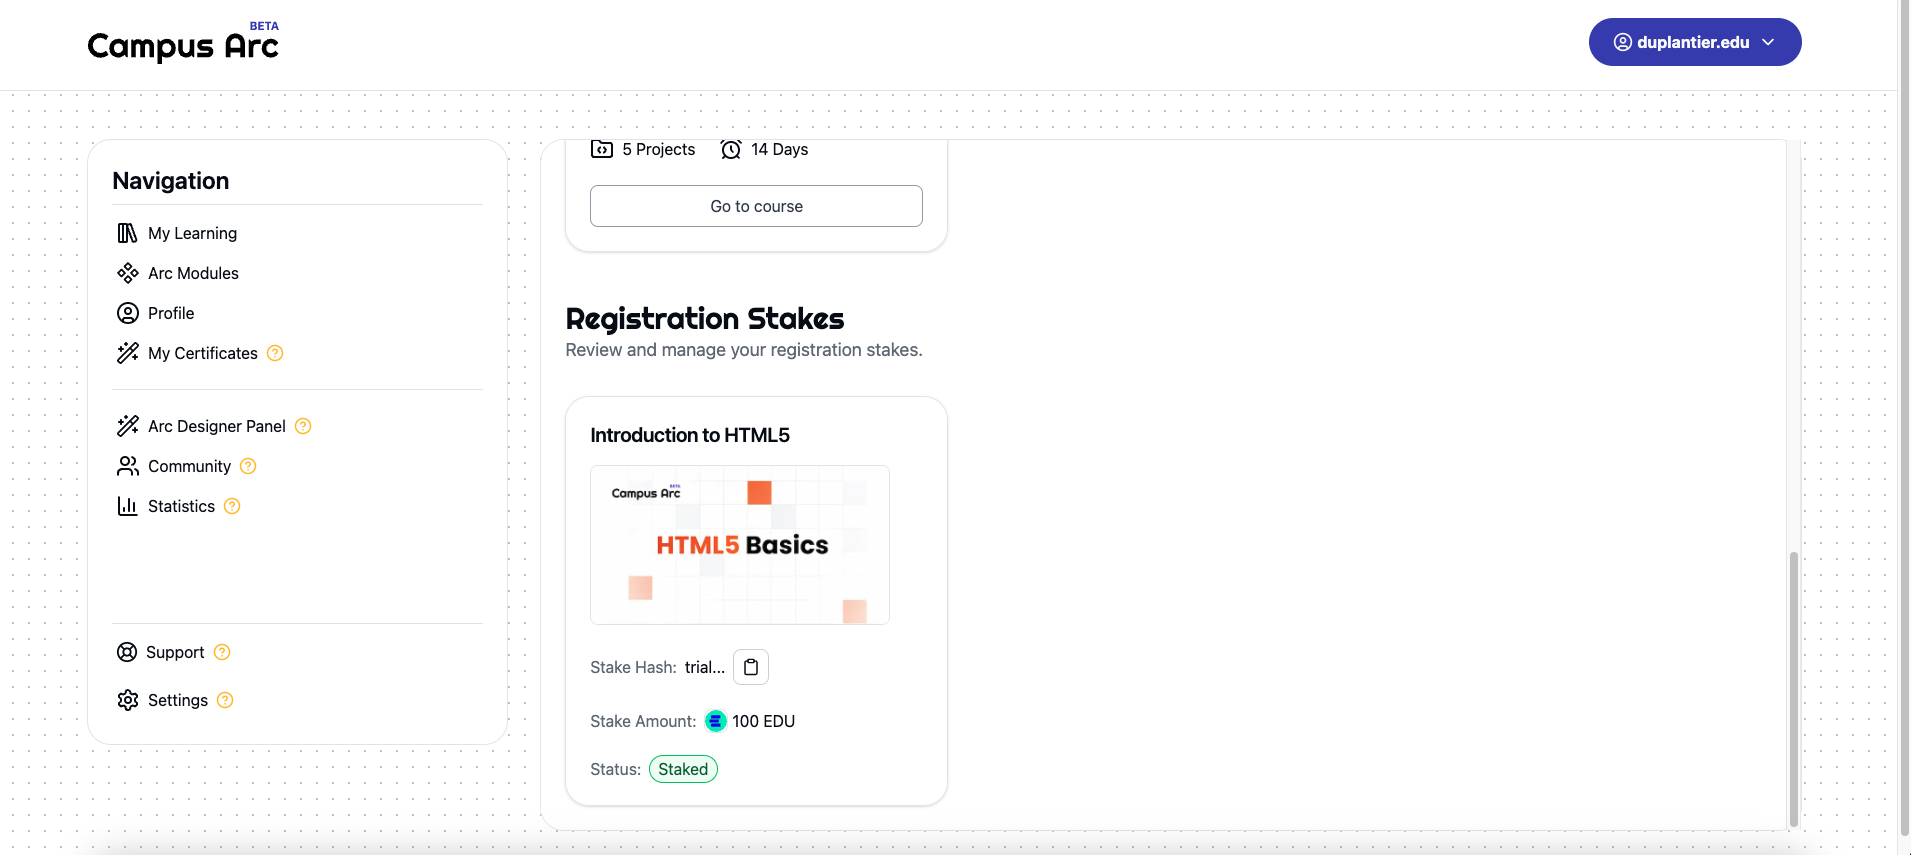 Campus Arc BETA
duplantier.edu
Navigation
My Learning
Arc Modules
Profile
My Certificates
Arc Designer Panel
Community
Statistics
Support
Settings
5 Projects 14 Days
Go to course
Registration Stakes
Review and manage your registration stakes.
Introduction to HTML5
Campus Arc BETA
HTML5 Basics
Stake Hash: trial...
Stake Amount: 100 EDU
Status: Staked